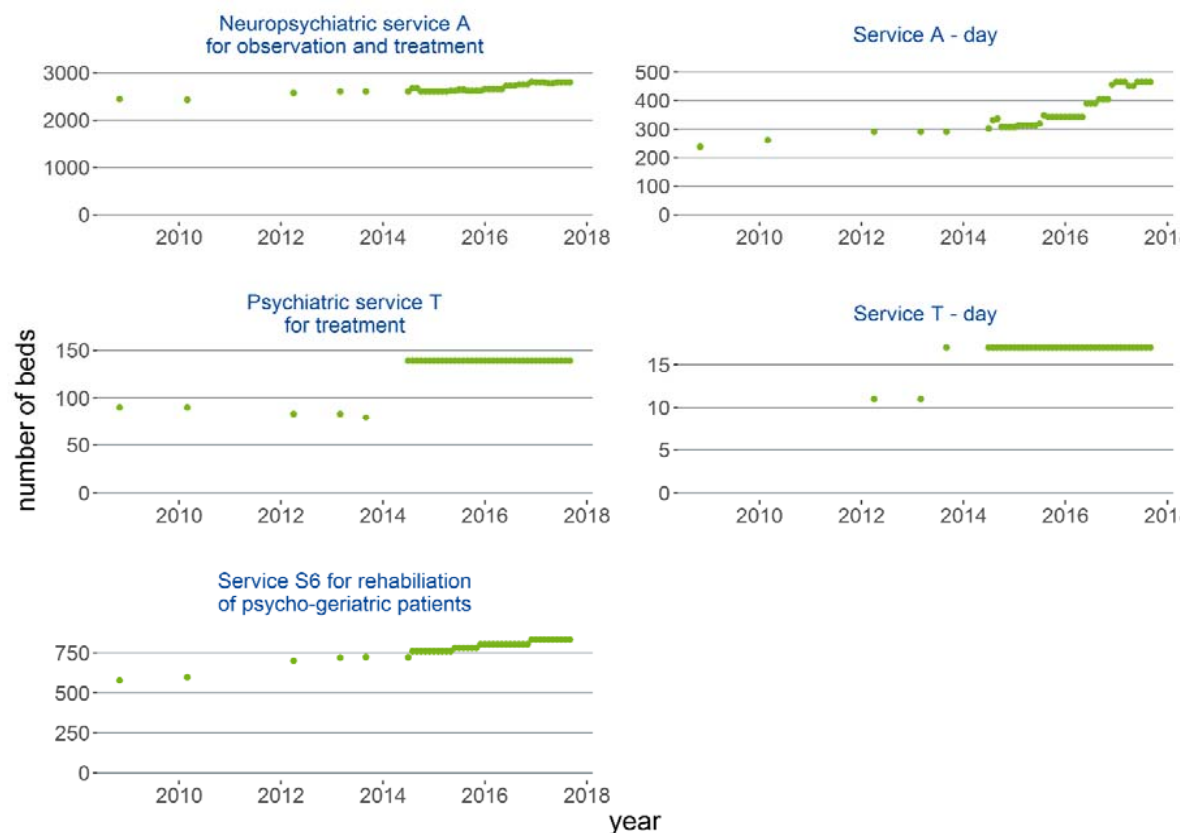 Neuropsychiatric service A
for observation and treatment
3000
2000
1000
0
2010 2012 2014 2016 2018
Service A - day
500
400
300
200
100
0
2010 2012 2014 2016 2018
number of beds
Psychiatric service T
for treatment
150
100
50
0
2010 2012 2014 2016 2018
Service T - day
15
10
5
0
2010 2012 2014 2016 2018
Service S6 for rehabiliation
of psycho-geriatric patients
750
500
250
0
2010 2012 2014 2016 2018
year